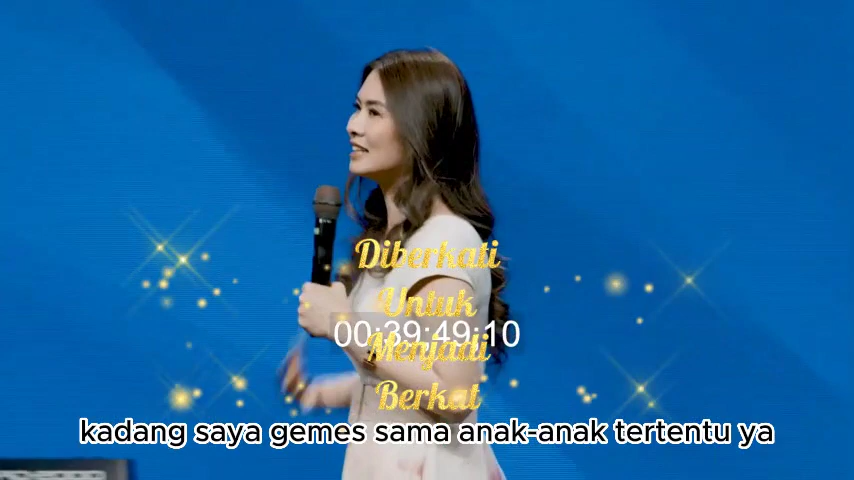 Diberkati
Untuk
00:39:49:10
Menjadi
Berkat
kadang saya gemes sama anak-anak tertentu ya